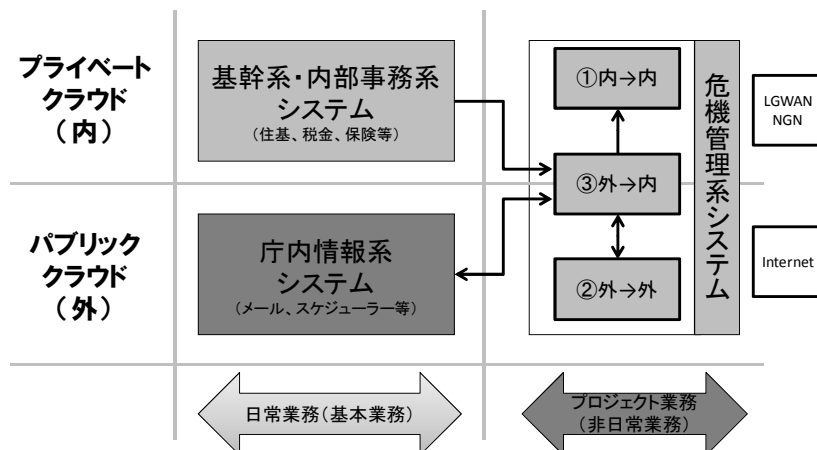 プライベート
クラウド
(内)
基幹系・内部事務系
システム
(住基、税金、保険等)
①内→内
③外→内
②外→外
危機管理系システム
LGWAN
NGN
パブリック
クラウド
(外)
庁内情報系
システム
(メール、スケジューラー等)
Internet
日常業務(基本業務)
プロジェクト業務
(非日常業務)